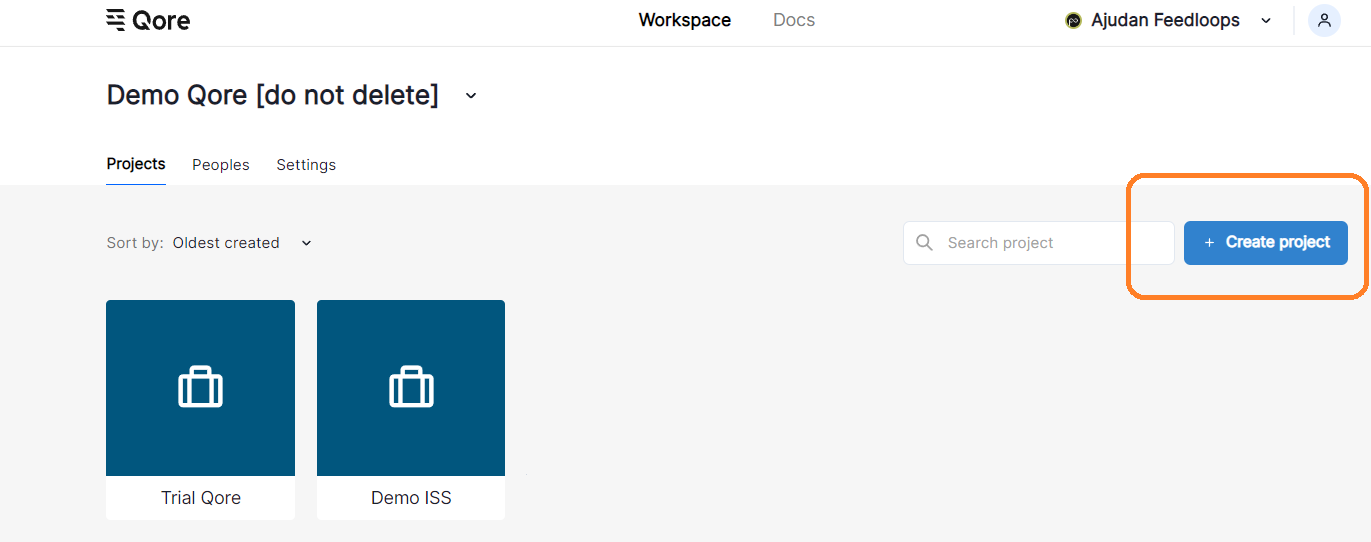 Qore Workspace Docs Ajudan Feedloops
Demo Qore [do not delete]
Projects Peoples Settings
Sort by: Oldest created Search project + Create project
Trial Qore Demo ISS